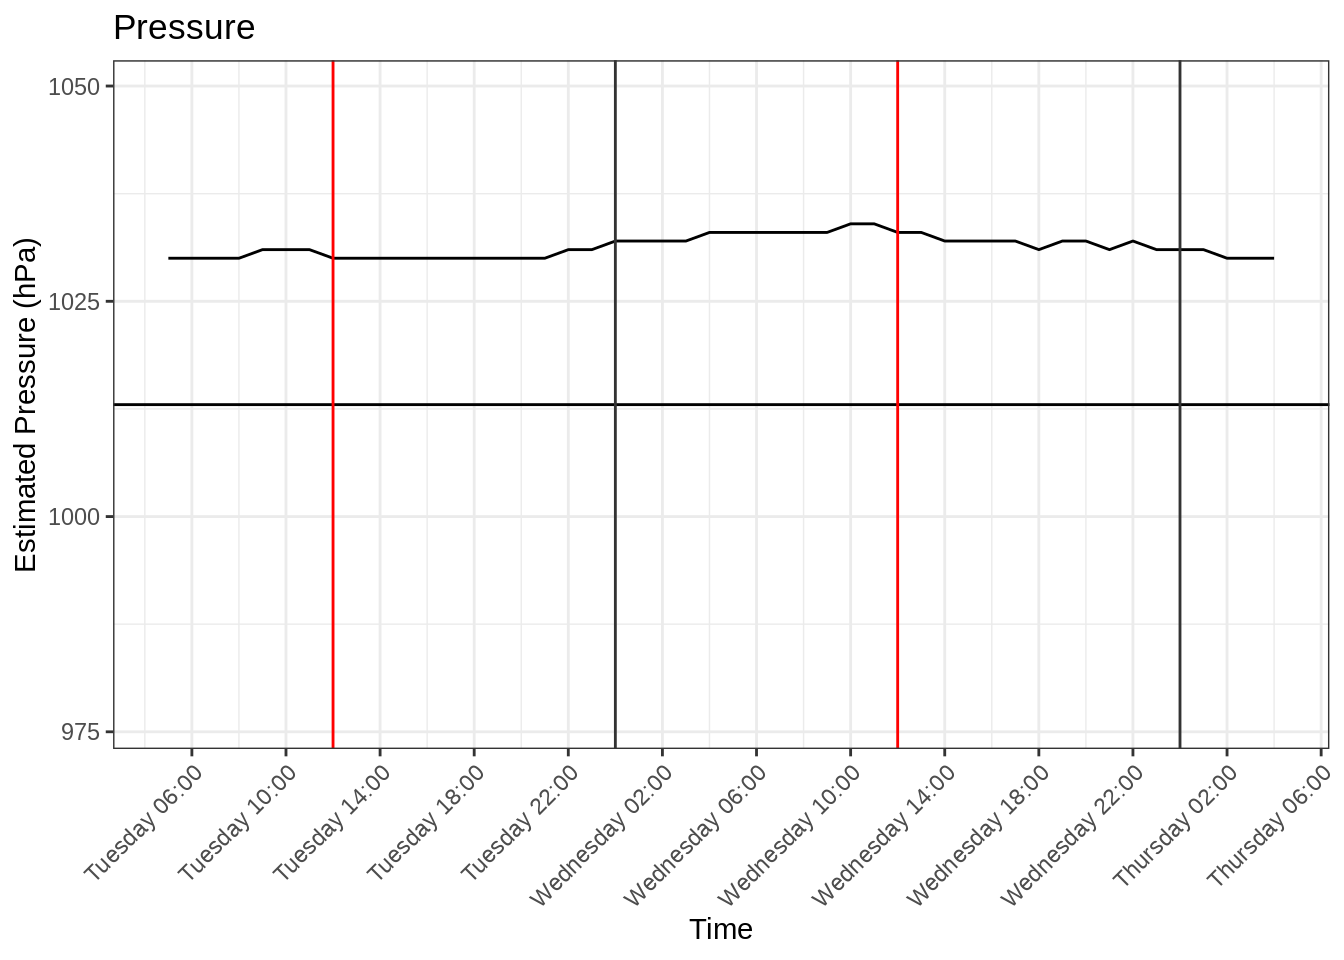 Pressure
Estimated Pressure (hPa)
1050
1025
1000
975
Tuesday 06:00
Tuesday 10:00
Tuesday 14:00
Tuesday 18:00
Tuesday 22:00
Wednesday 02:00
Wednesday 06:00
Wednesday 10:00
Wednesday 14:00
Wednesday 18:00
Wednesday 22:00
Thursday 02:00
Thursday 06:00
Time